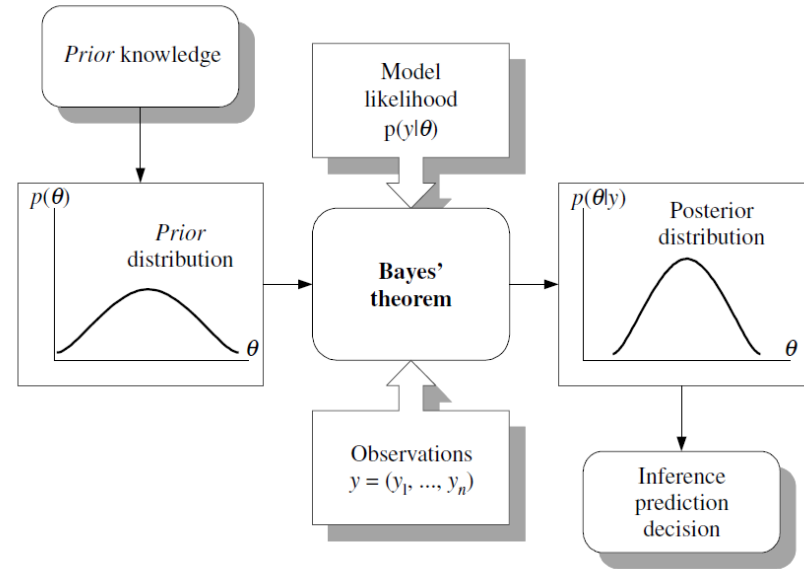 Prior knowledge
Model
likelihood
p(y|θ)
p(θ)
Prior
distribution
θ
Bayes’
theorem
p(θ|y)
Posterior
distribution
θ
Observations
y = (y₁, ..., yₙ)
Inference
prediction
decision